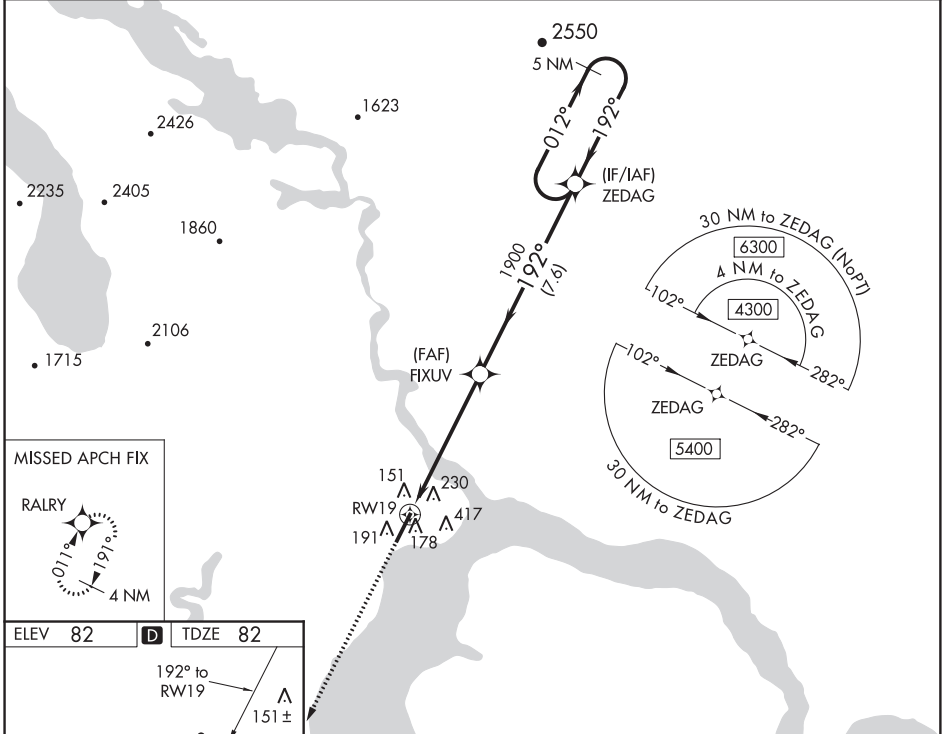 2550
5 NM
012°
192°
1623
2426
2235
2405
1860
2106
1715
(IF/IAF)
ZEDAG
1900
192°
(7.6)
(FAF)
FIXUV
30 NM to ZEDAG (NoPT)
6300
4 NM to ZEDAG
4300
102°
ZEDAG
282°
102°
ZEDAG
282°
5400
30 NM to ZEDAG
MISSED APCH FIX
RALRY
011°
191°
4 NM
151
230
RW19
417
191
178
ELEV 82
D
TDZE 82
192° to
RW19
151±